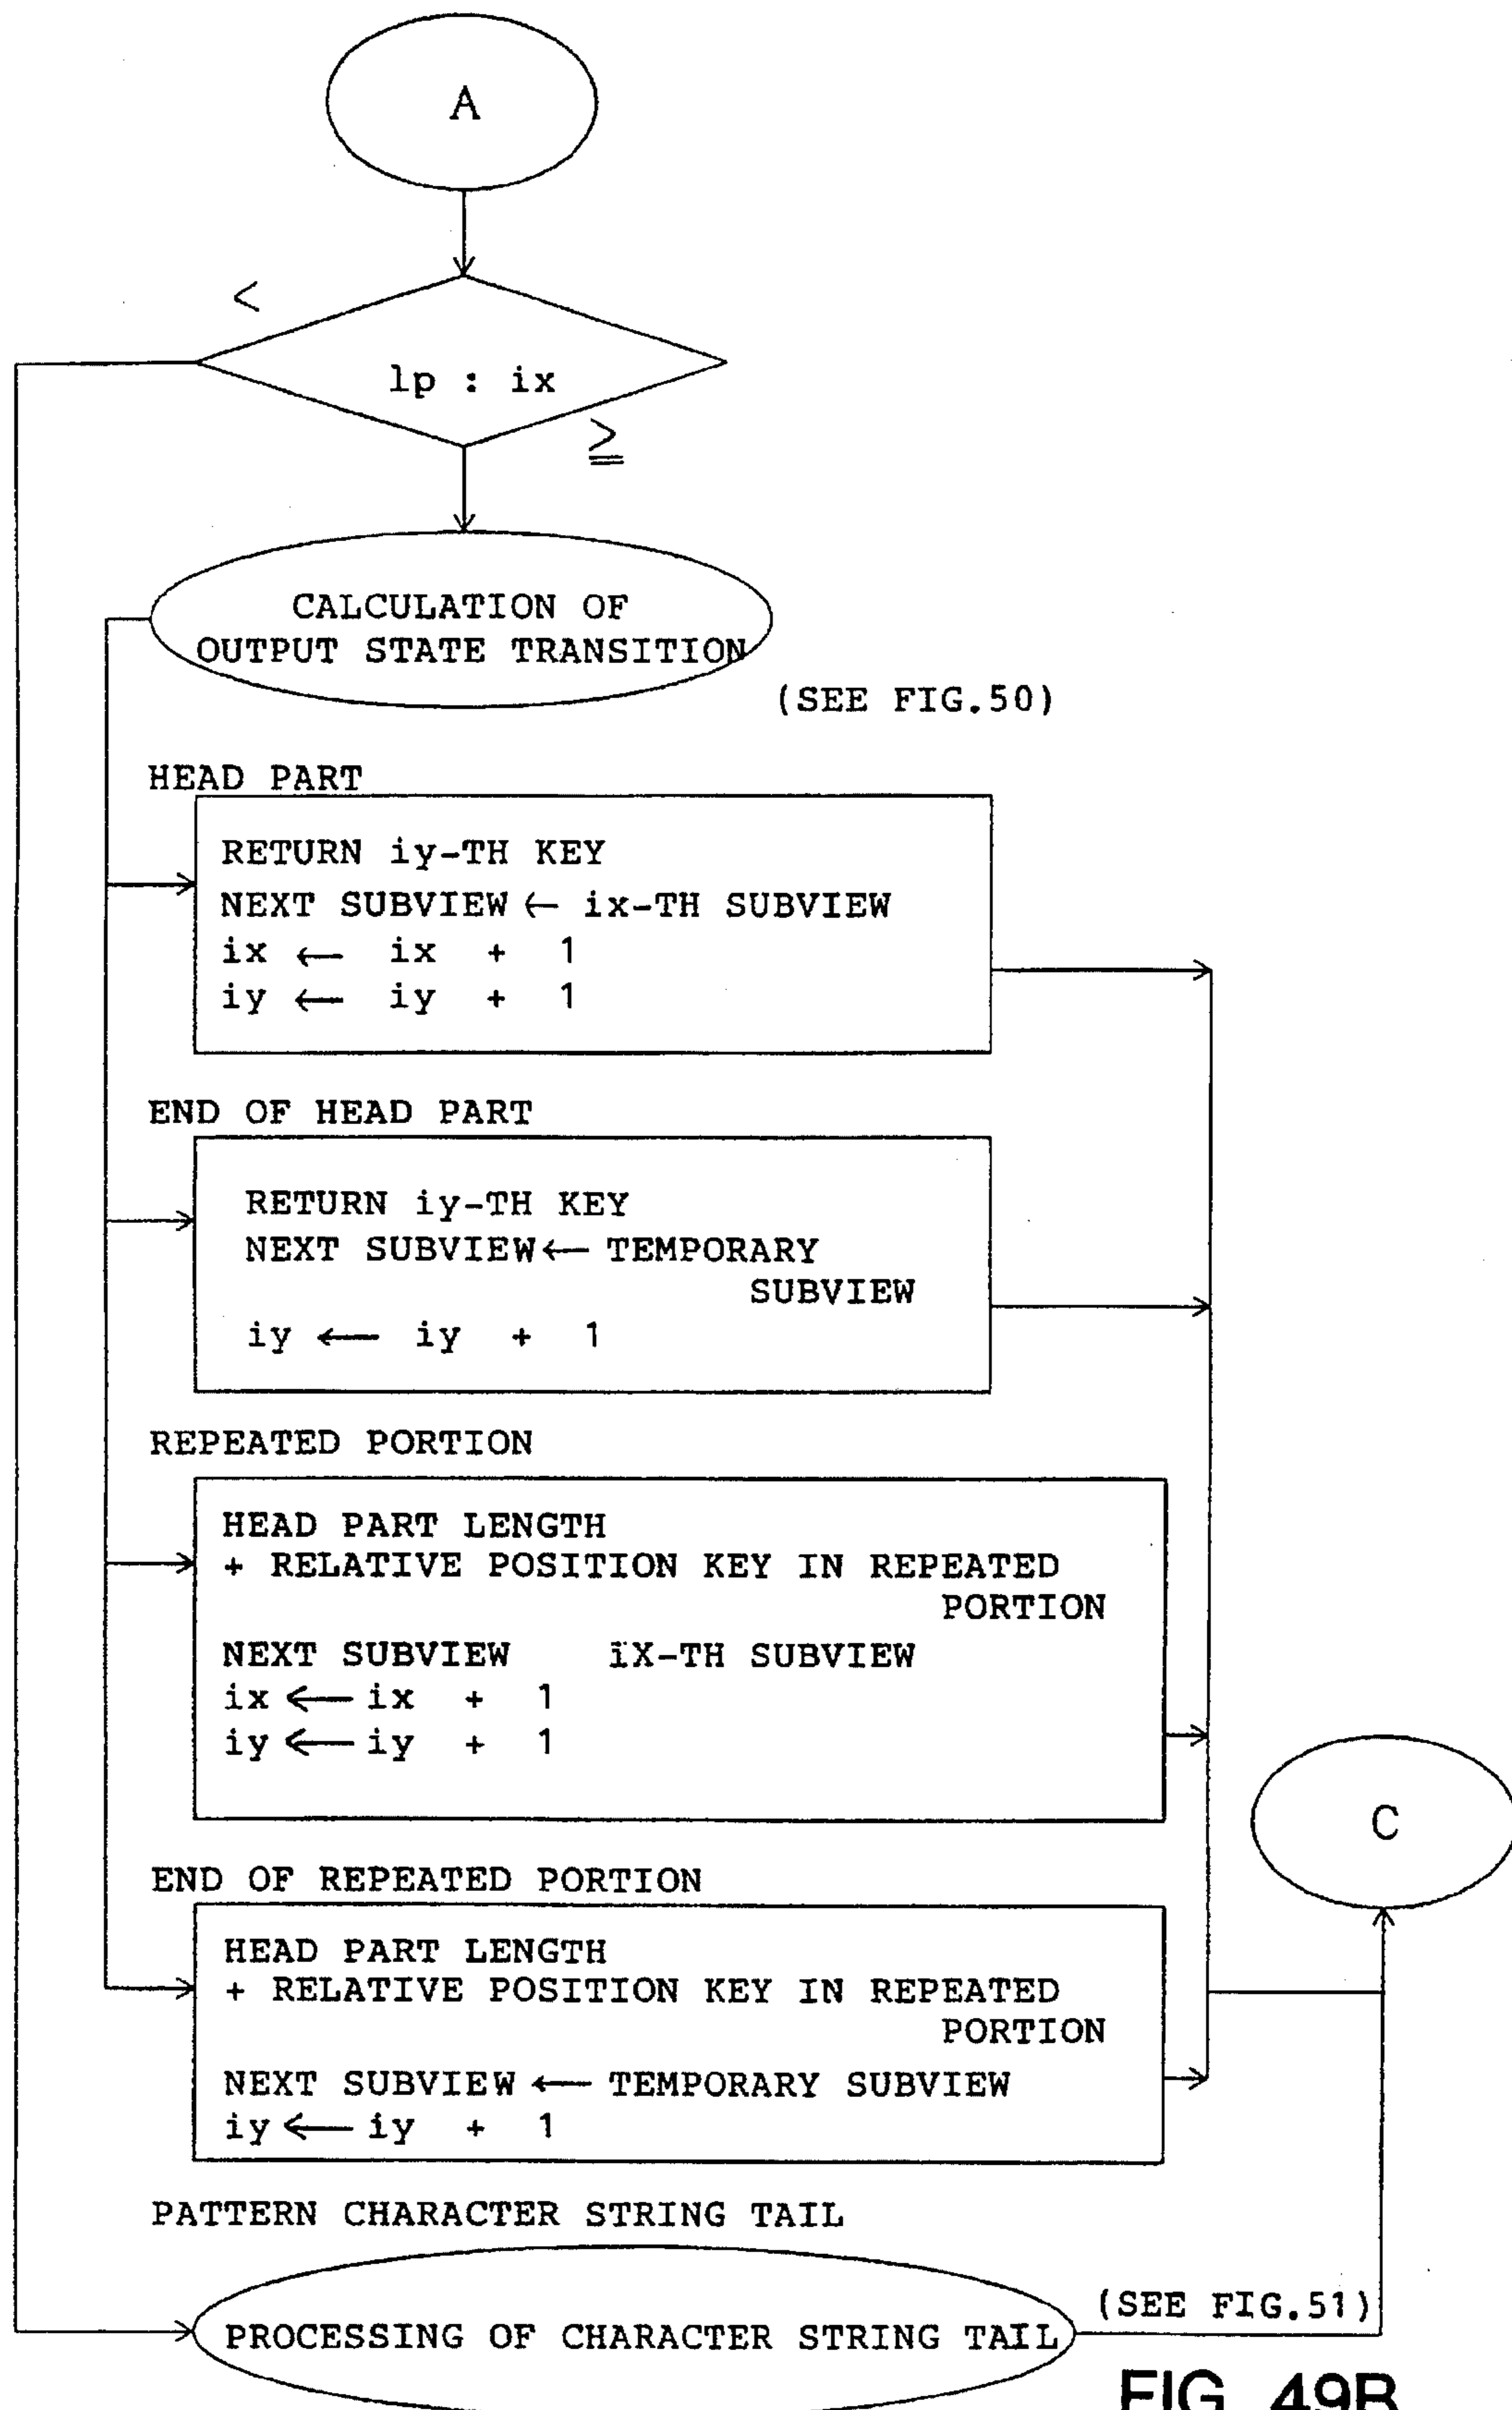 A
<
lp : ix
≧
CALCULATION OF
OUTPUT STATE TRANSITION
(SEE FIG.50)
HEAD PART
RETURN iy-TH KEY
NEXT SUBVIEW ← ix-TH SUBVIEW
ix ← ix + 1
iy ← iy + 1
END OF HEAD PART
RETURN iy-TH KEY
NEXT SUBVIEW ← TEMPORARY
SUBVIEW
iy ← iy + 1
REPEATED PORTION
HEAD PART LENGTH
+ RELATIVE POSITION KEY IN REPEATED
PORTION
NEXT SUBVIEW iX-TH SUBVIEW
ix ← ix + 1
iy ← iy + 1
C
END OF REPEATED PORTION
HEAD PART LENGTH
+ RELATIVE POSITION KEY IN REPEATED
PORTION
NEXT SUBVIEW ← TEMPORARY SUBVIEW
iy ← iy + 1
PATTERN CHARACTER STRING TAIL
(SEE FIG.51)
PROCESSING OF CHARACTER STRING TAIL
FIG. 49B